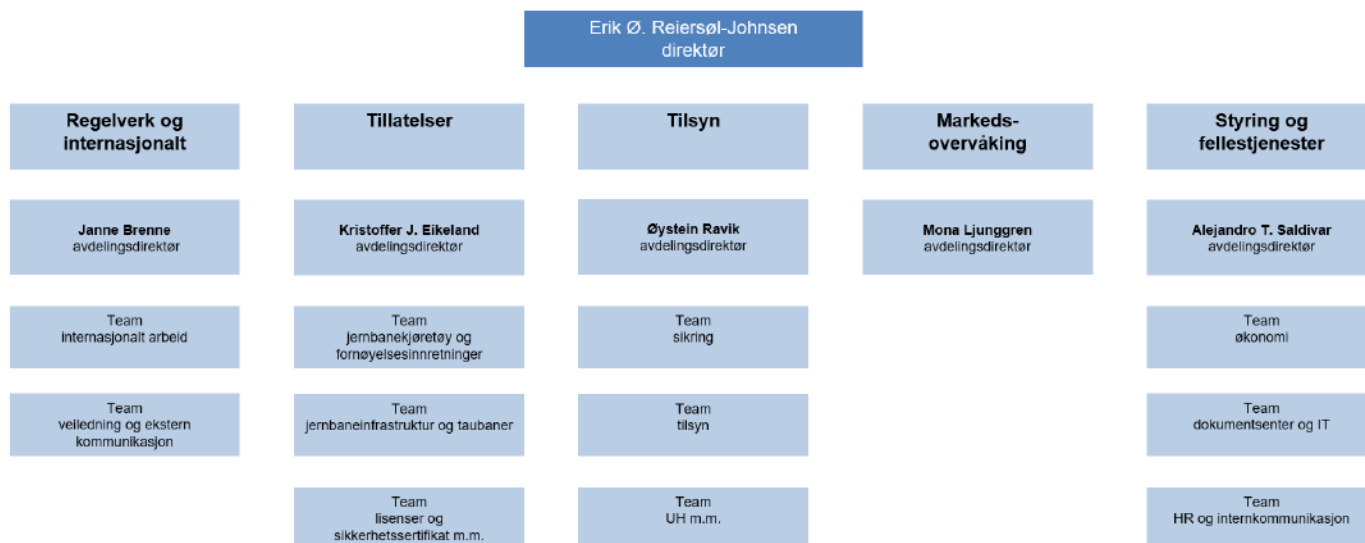 Erik Ø. Reiersøl-Johnsen
direktør
Regelverk og
internasjonalt
Janne Brenne
avdelingsdirektør
Team
internasjonalt arbeid
Team
veiledning og ekstern
kommunikasjon
Tillatelser
Kristoffer J. Eikeland
avdelingsdirektør
Team
jernbanekjøretøy og
fornøyelsesinnretninger
Team
jernbaneinfrastruktur og taubaner
Team
lisenser og
sikkerhetssertifikat m.m.
Tilsyn
Øystein Ravik
avdelingsdirektør
Team
sikring
Team
tilsyn
Team
UH m.m.
Markeds-
overvåking
Mona Ljunggren
avdelingsdirektør
Styring og
fellestjenester
Alejandro T. Saldivar
avdelingsdirektør
Team
økonomi
Team
dokumentsenter og IT
Team
HR og internkommunikasjon